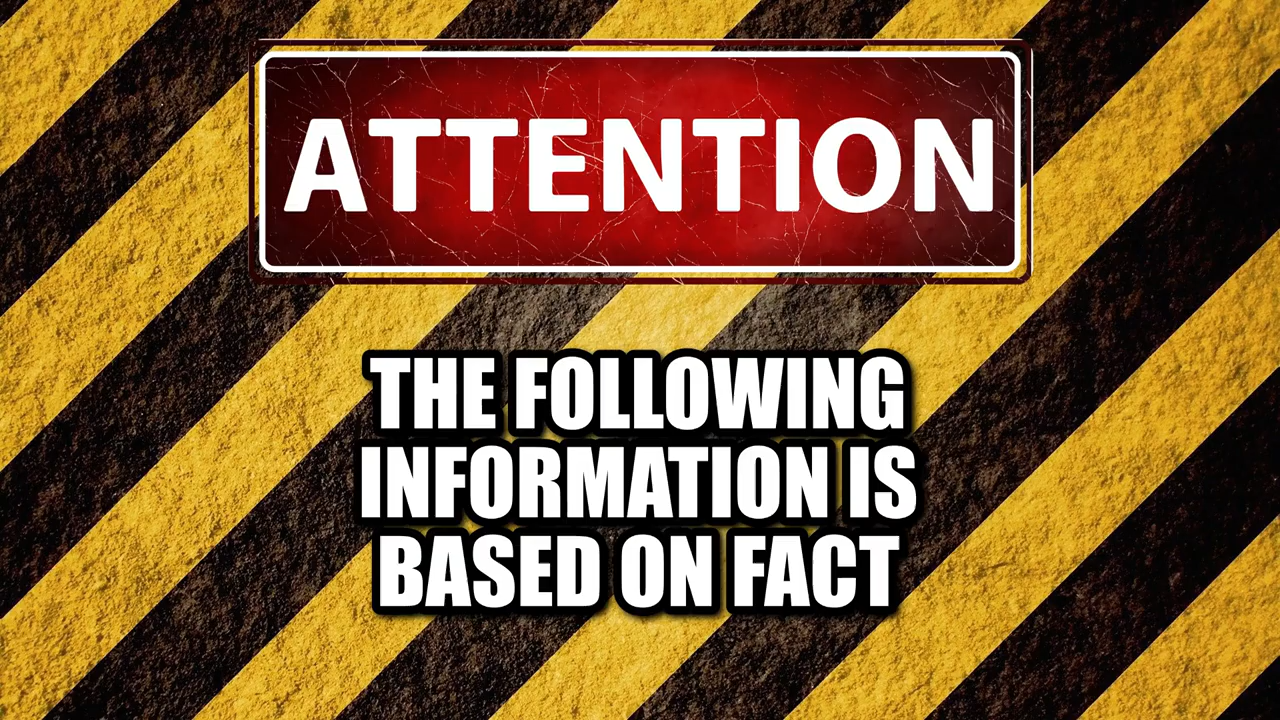 ATTENTION
THE FOLLOWING
INFORMATION IS
BASED ON FACT